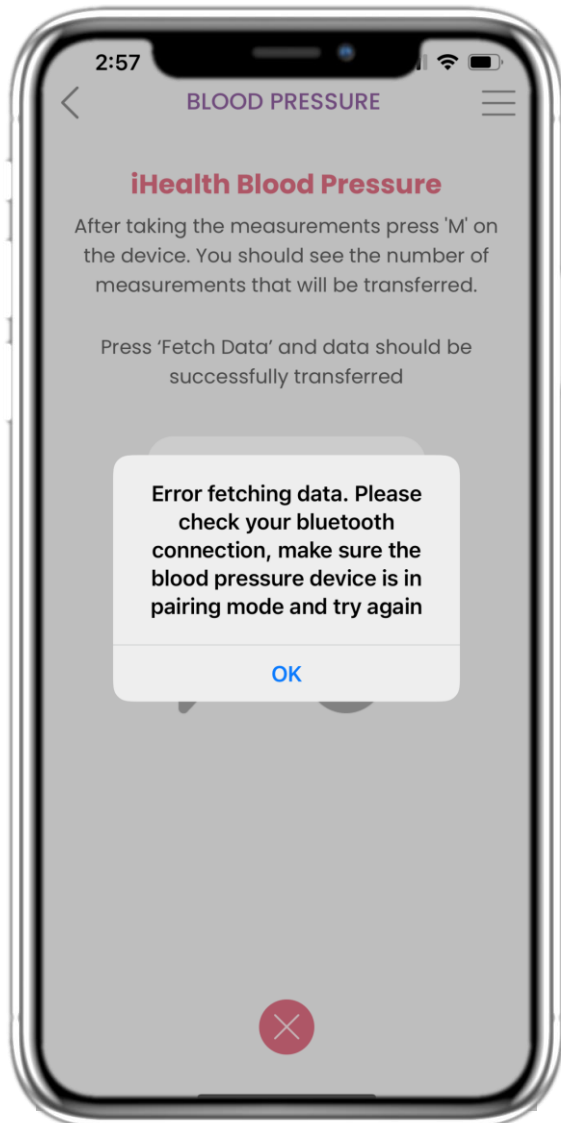 2:57
BLOOD PRESSURE
iHealth Blood Pressure
After taking the measurements press 'M' on
the device. You should see the number of
measurements that will be transferred.
Press ‘Fetch Data’ and data should be
successfully transferred
Error fetching data. Please
check your bluetooth
connection, make sure the
blood pressure device is in
pairing mode and try again
OK